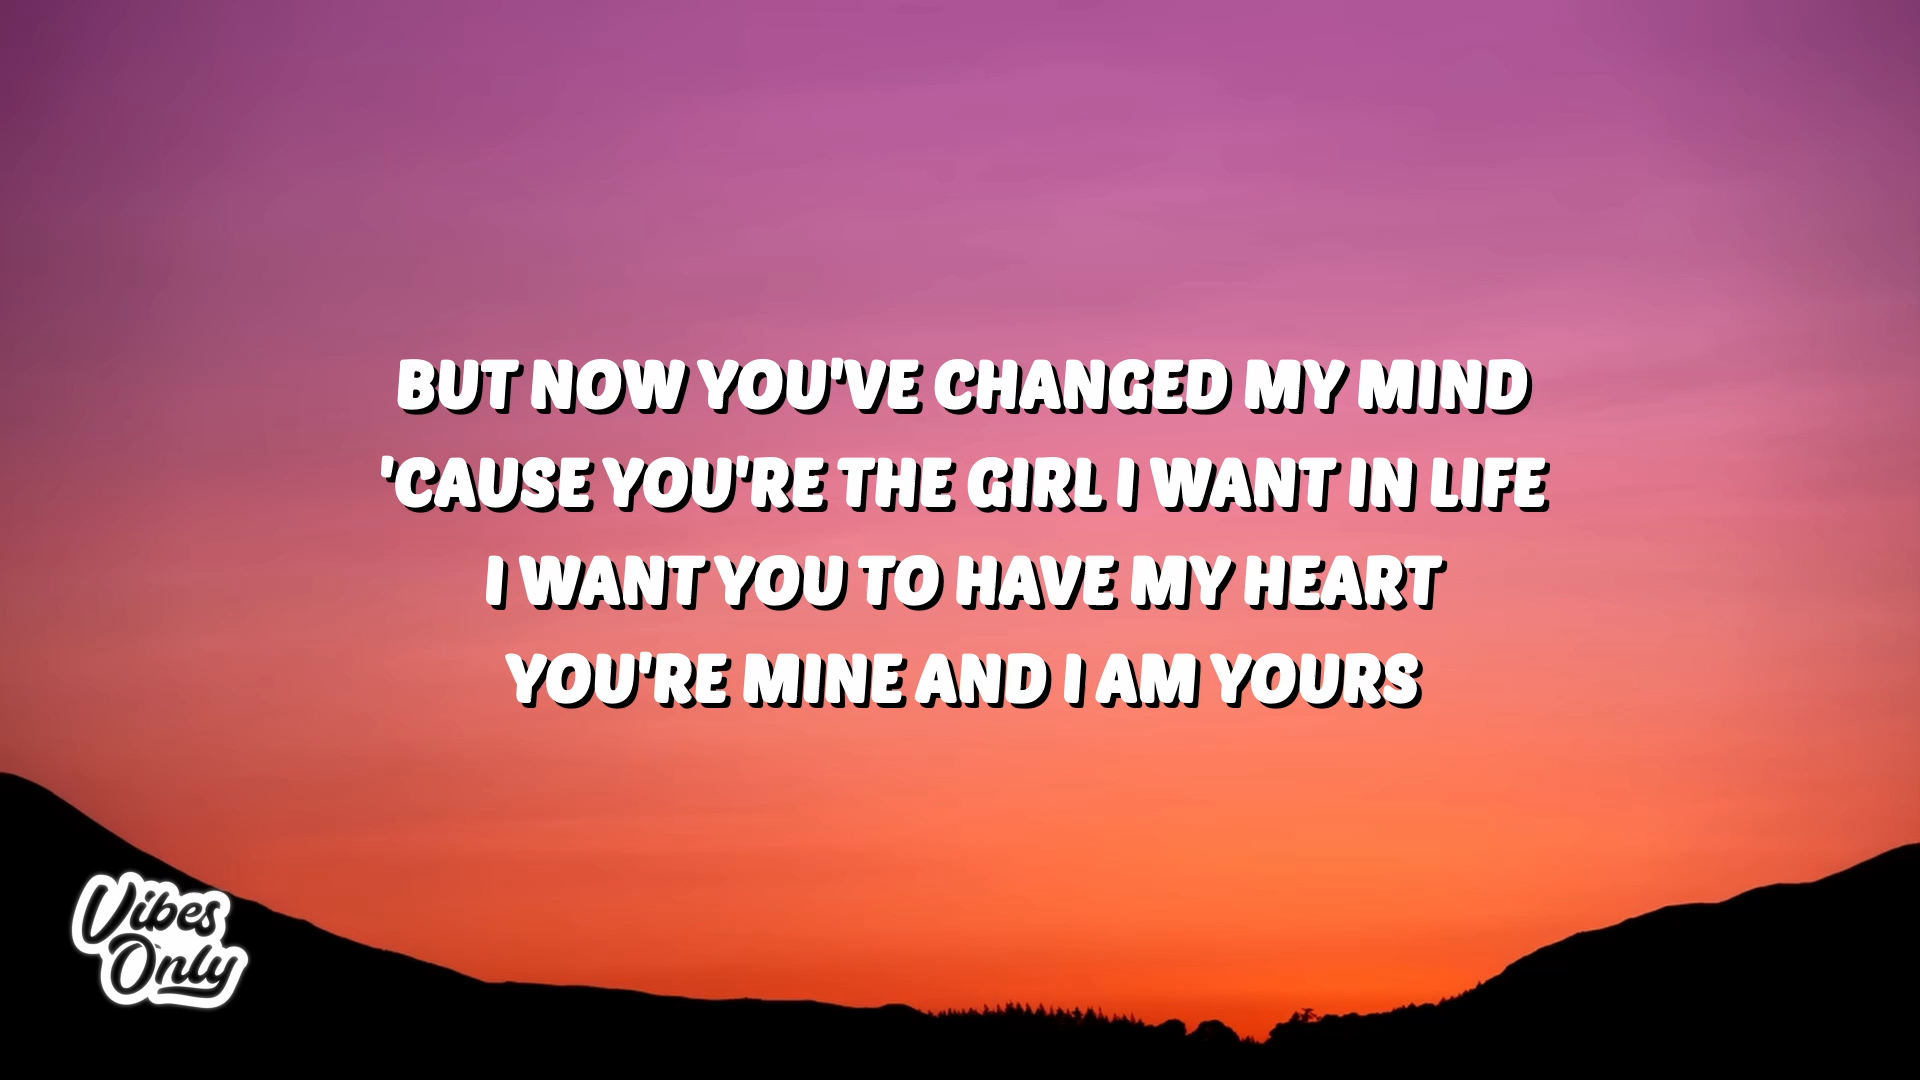 BUT NOW YOU'VE CHANGED MY MIND
'CAUSE YOU'RE THE GIRL I WANT IN LIFE
I WANT YOU TO HAVE MY HEART
YOU'RE MINE AND I AM YOURS
Vibes
Only